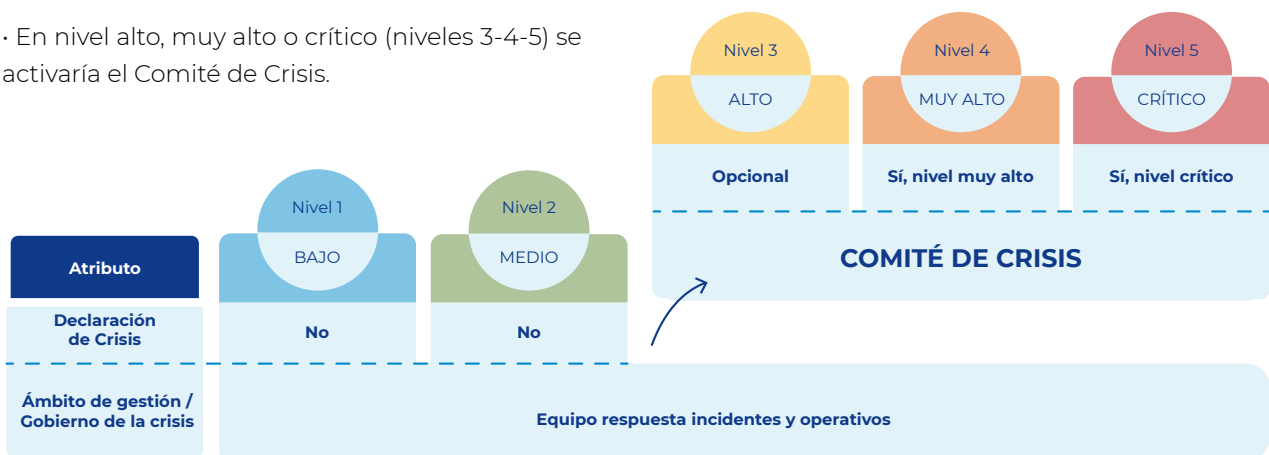 · En nivel alto, muy alto o crítico (niveles 3-4-5) se
activaría el Comité de Crisis.
Nivel 3
ALTO
Opcional
Nivel 4
MUY ALTO
Sí, nivel muy alto
Nivel 5
CRÍTICO
Sí, nivel crítico
COMITÉ DE CRISIS
Nivel 1
BAJO
Nivel 2
MEDIO
Atributo
Declaración
de Crisis
No
No
Ámbito de gestión /
Gobierno de la crisis
Equipo respuesta incidentes y operativos